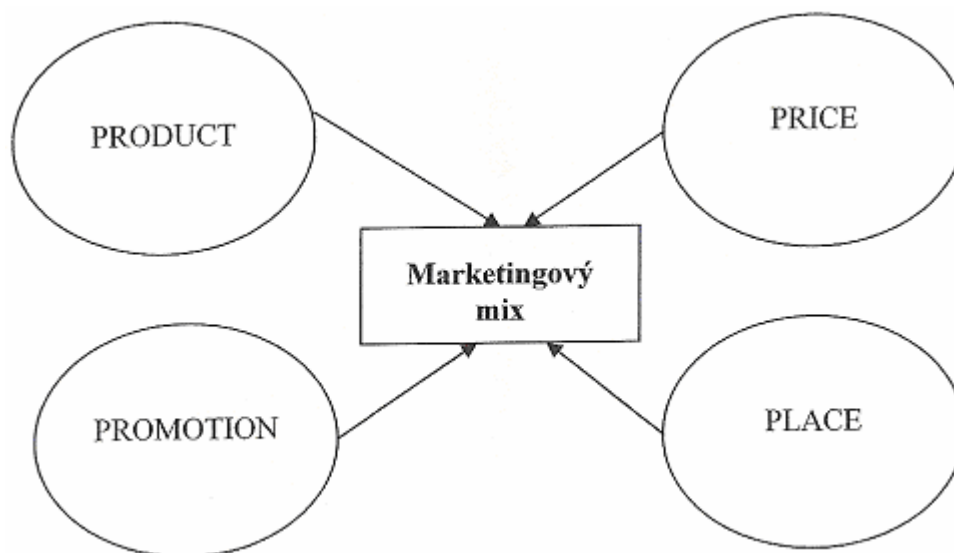 PRODUCT
PRICE
Marketingový
mix
PROMOTION
PLACE